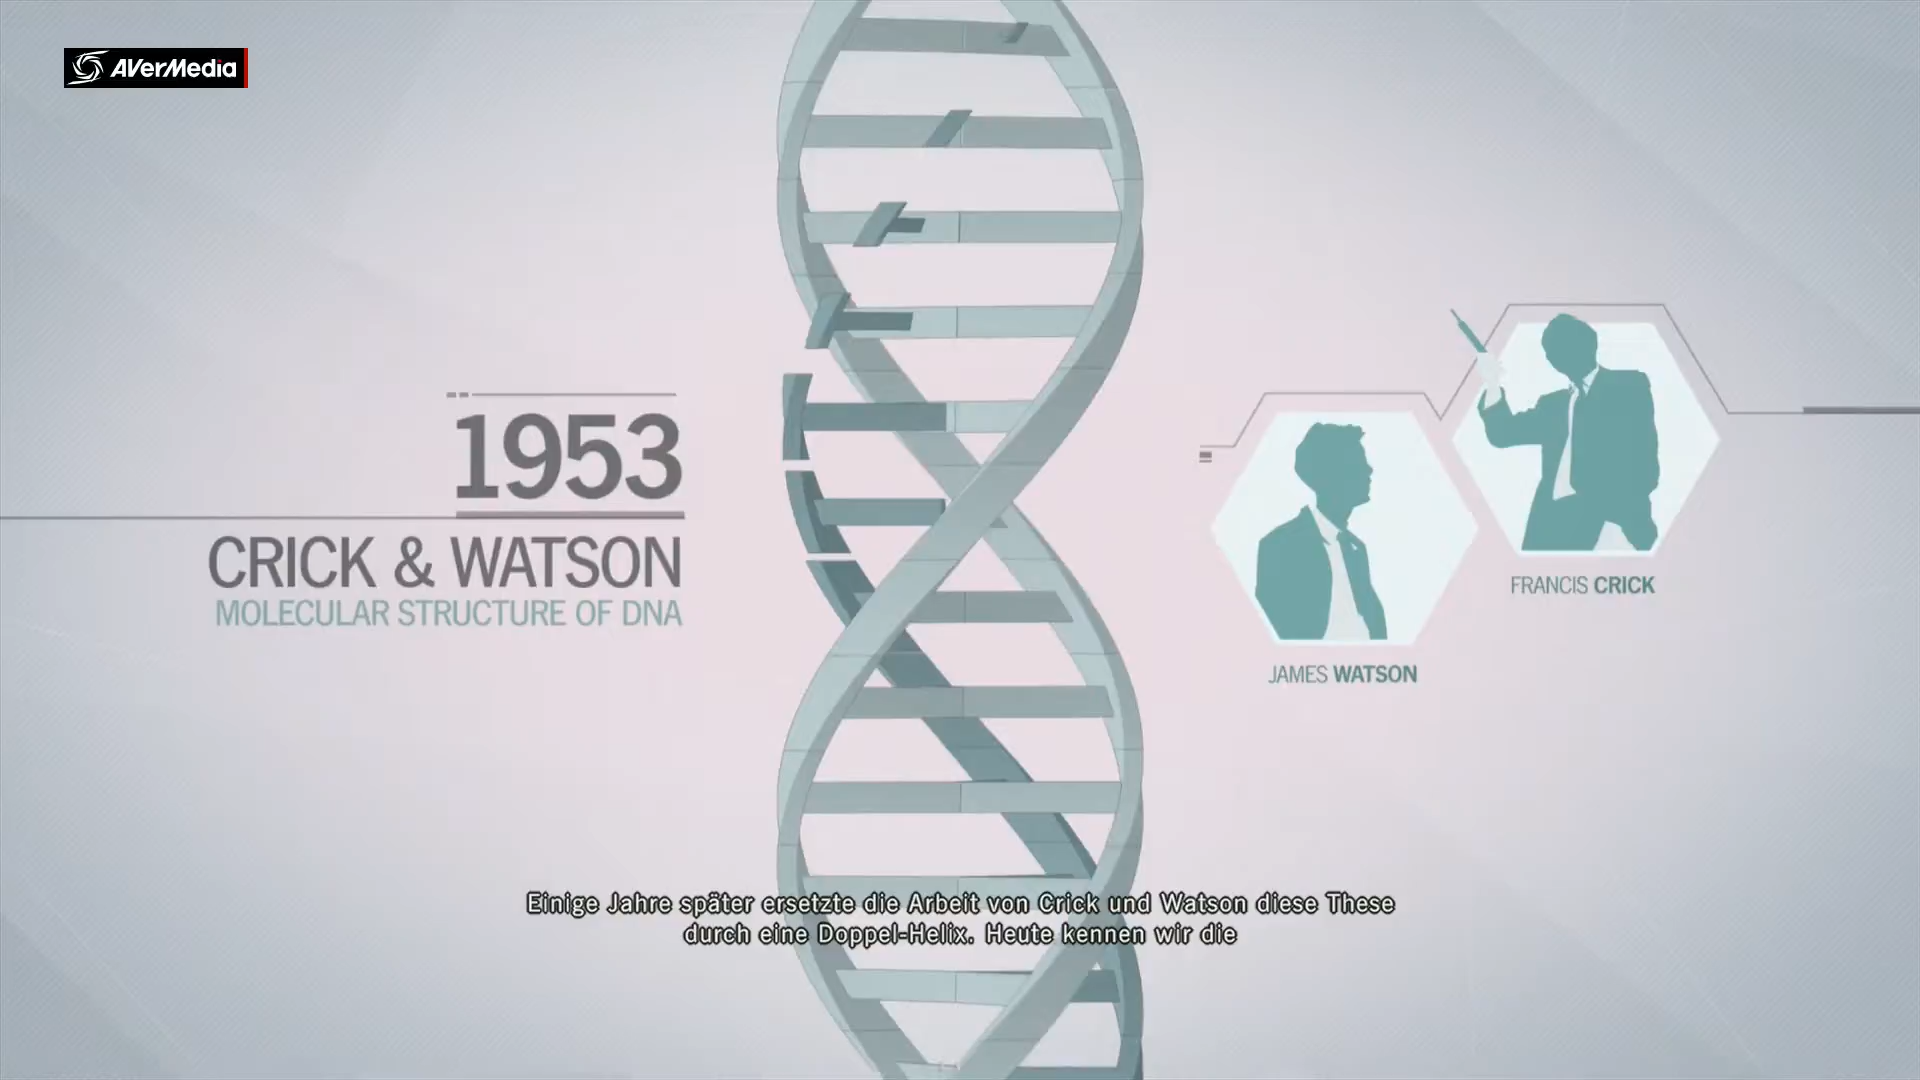 AVerMedia
1953
CRICK & WATSON
MOLECULAR STRUCTURE OF DNA
FRANCIS CRICK
JAMES WATSON
Einige Jahre später ersetzte die Arbeit von Crick und Watson diese These
durch eine Doppel-Helix. Heute kennen wir die